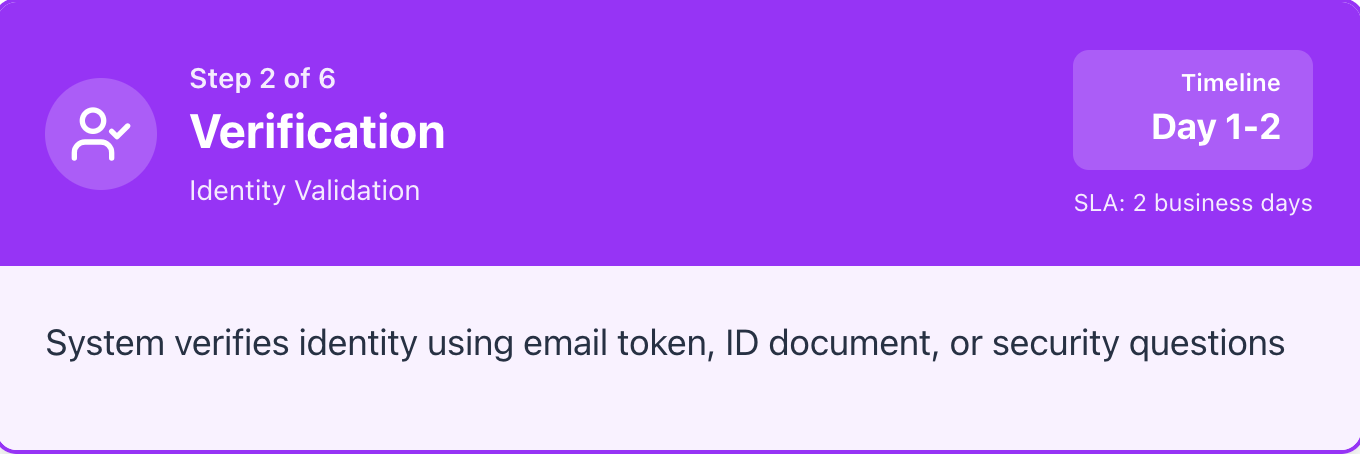 Step 2 of 6
Verification
Identity Validation
Timeline
Day 1-2
SLA: 2 business days
System verifies identity using email token, ID document, or security questions